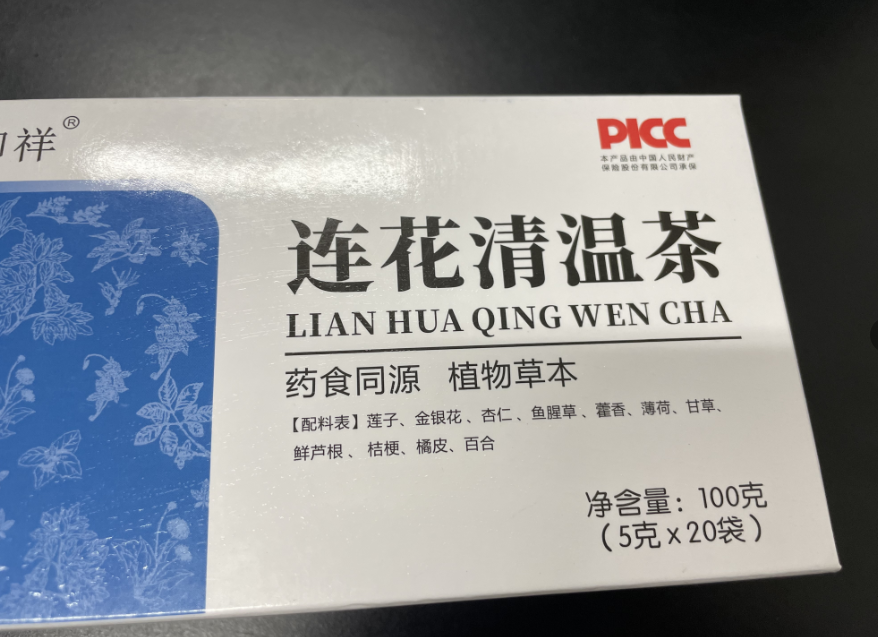 祥®
PICC
本产品由中国人民财产
保险股份有限公司承保
连花清温茶
LIAN HUA QING WEN CHA
药食同源 植物草本
【配料表】莲子、金银花、杏仁、鱼腥草、藿香、薄荷、甘草、
鲜芦根、桔梗、橘皮、百合
净含量：100克
（5克x20袋）